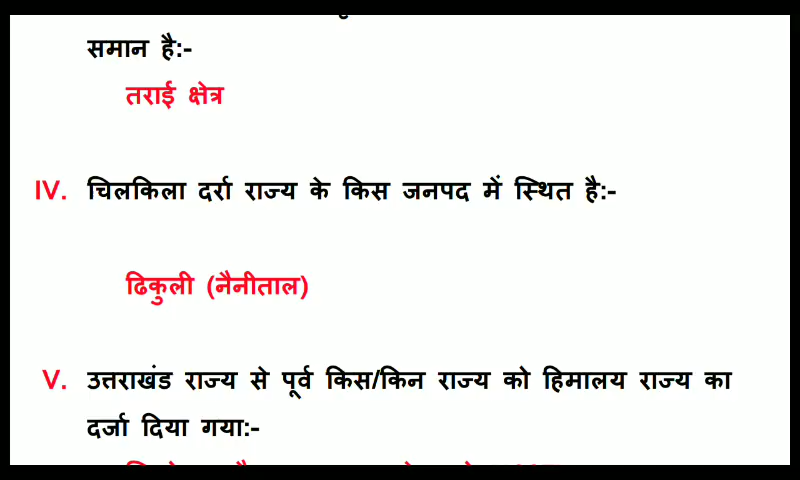 समान है:-
तराई क्षेत्र
IV. चिलकिला दर्रा राज्य के किस जनपद में स्थित है:-
ढिकुली (नैनीताल)
V. उत्तराखंड राज्य से पूर्व किस/किन राज्य को हिमालय राज्य का
दर्जा दिया गया:-